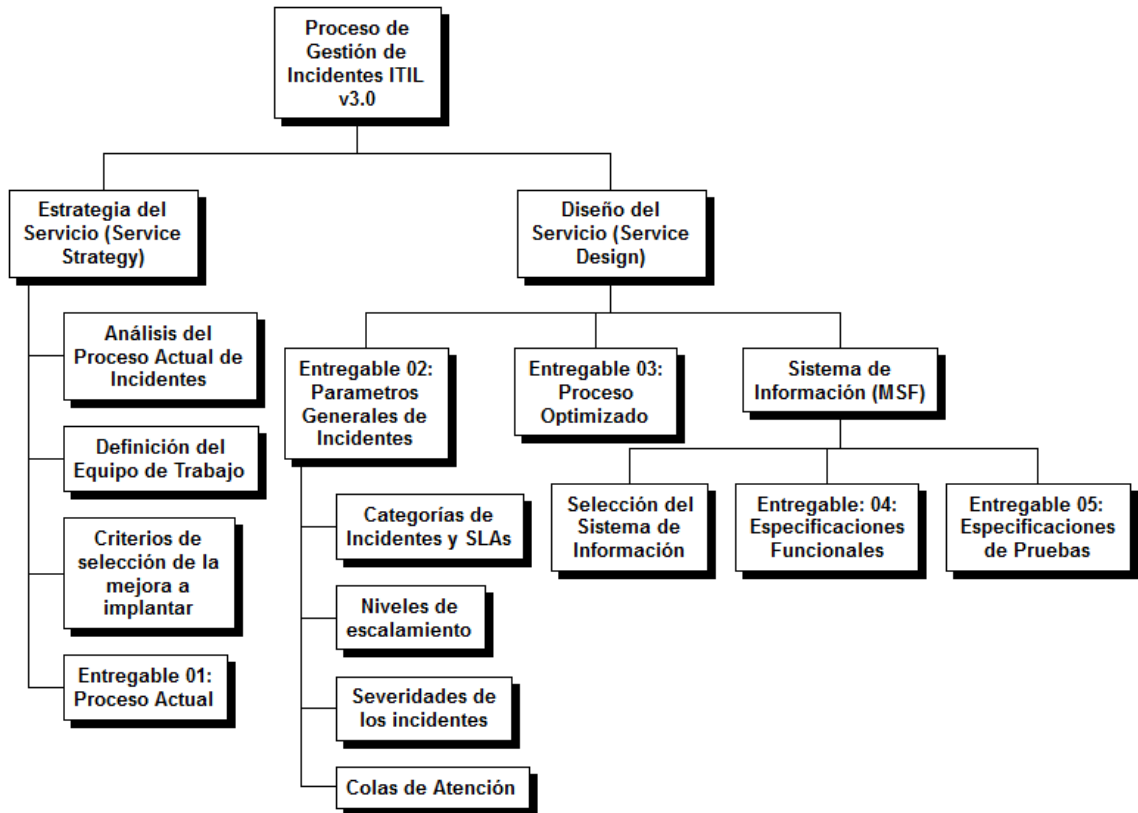 Proceso de
Gestión de
Incidentes ITIL
v3.0
Estrategia del
Servicio (Service
Strategy)
Diseño del
Servicio (Service
Design)
Análisis del
Proceso Actual de
Incidentes
Definición del
Equipo de Trabajo
Criterios de
selección de la
mejora a
implantar
Entregable 01:
Proceso Actual
Entregable 02:
Parametros
Generales de
Incidentes
Entregable 03:
Proceso
Optimizado
Sistema de
Información (MSF)
Categorías de
Incidentes y SLAs
Niveles de
escalamiento
Severidades de
los incidentes
Colas de Atención
Selección del
Sistema de
Información
Entregable: 04:
Especificaciones
Funcionales
Entregable 05:
Especificaciones
de Pruebas